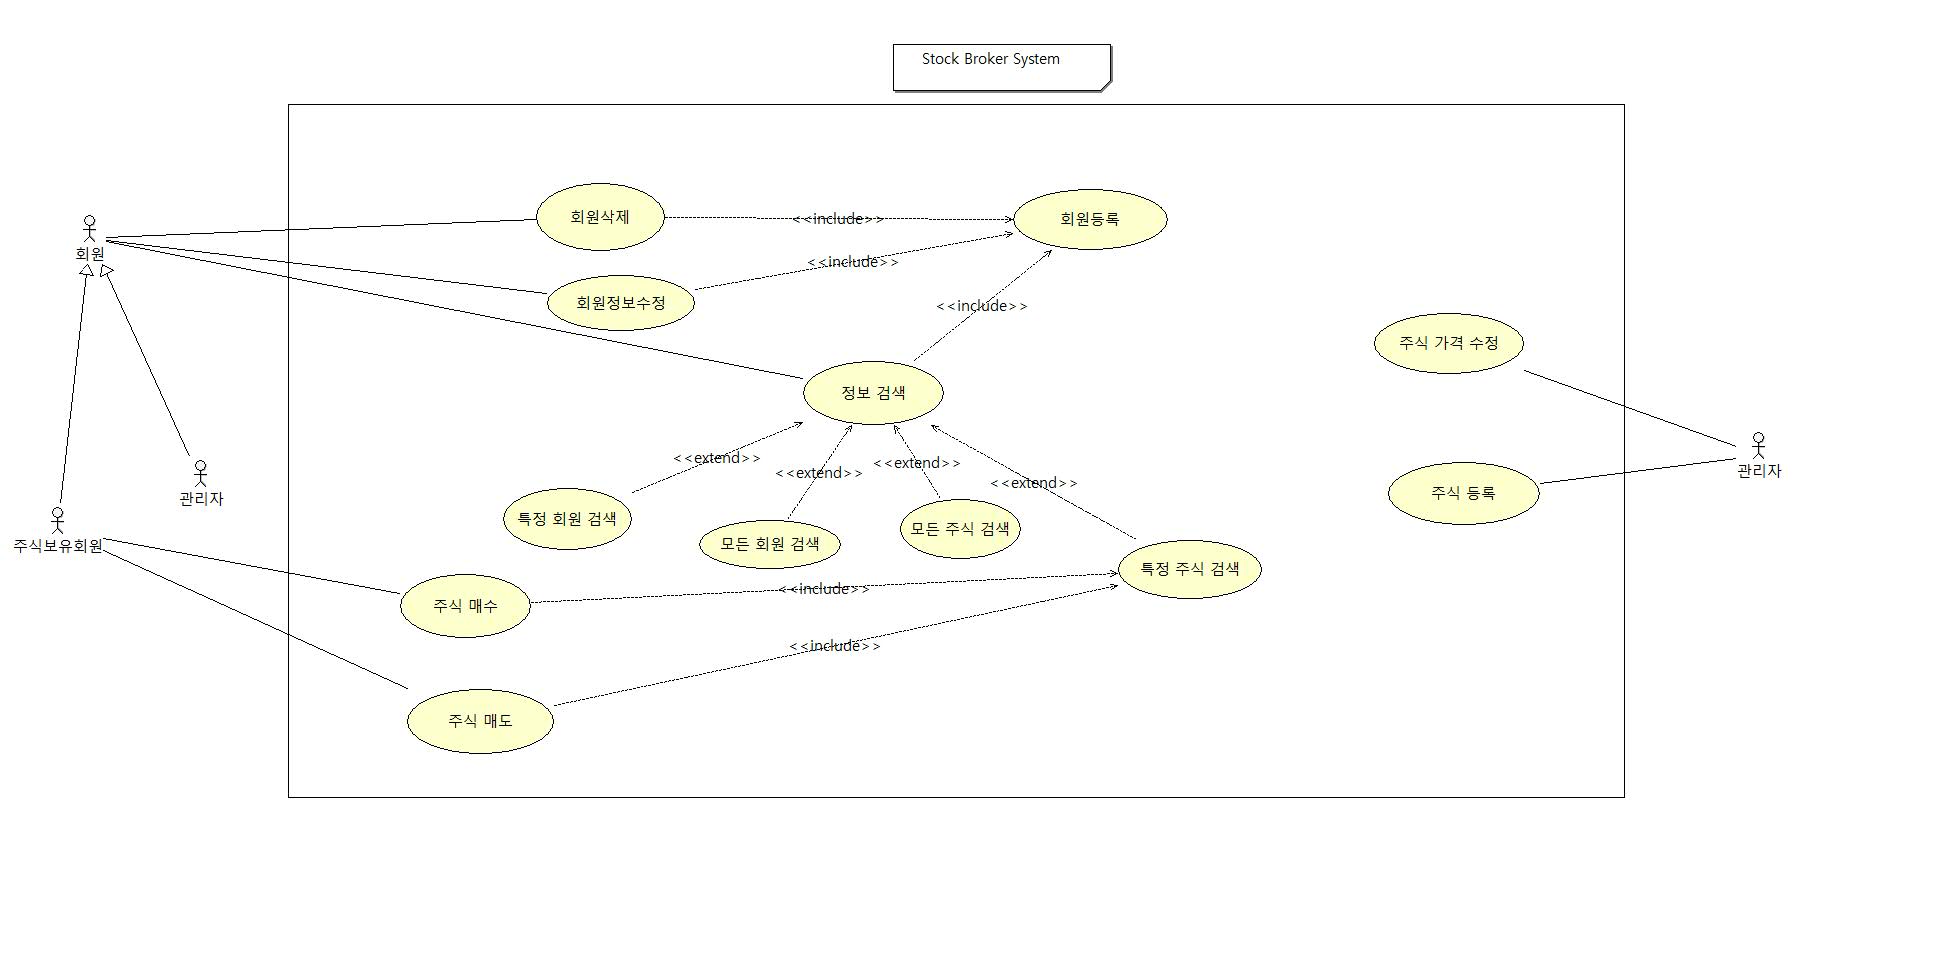 Stock Broker System
회원삭제
<<include>>
회원등록
회원
<<include>>
회원정보수정
<<include>>
주식 가격 수정
정보 검색
<<extend>>
<<extend>>
<<extend>>
<<extend>>
관리자
관리자
주식 등록
특정 회원 검색
모든 회원 검색
모든 주식 검색
주식보유회원
특정 주식 검색
<<include>>
주식 매수
<<include>>
주식 매도